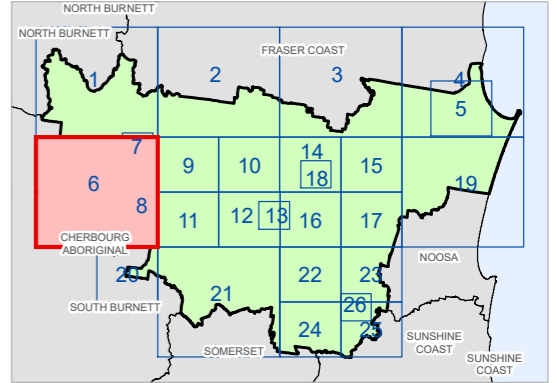 NORTH BURNETT
NORTH BURNETT
FRASER COAST
1
2
3
4
5
7
14
6
9
10
18
15
19
8
11
12
13
16
17
CHERBOURG
ABORIGINAL
NOOSA
20
22
23
21
SOUTH BURNETT
26
24
25
SUNSHINE
COAST
SOMERSET
SUNSHINE
COAST